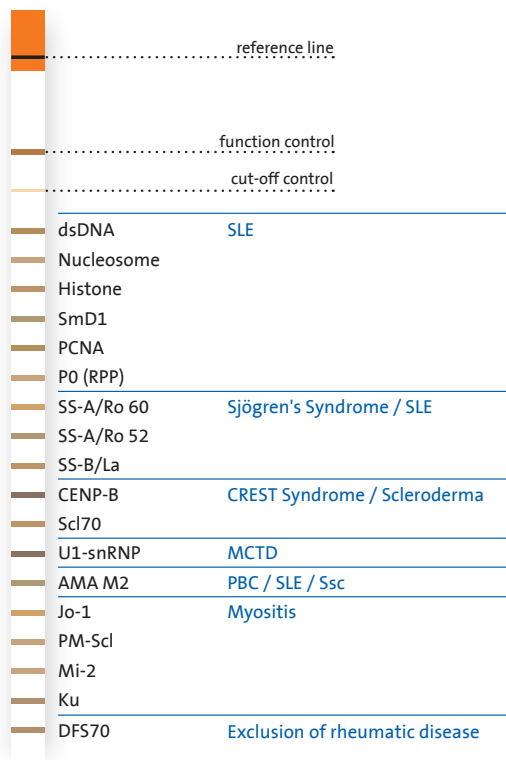 reference line
function control
cut-off control
dsDNA SLE
Nucleosome
Histone
SmD1
PCNA
P0 (RPP)
SS-A/Ro 60 Sjögren's Syndrome / SLE
SS-A/Ro 52
SS-B/La
CENP-B CREST Syndrome / Scleroderma
Scl70
U1-snRNP MCTD
AMA M2 PBC / SLE / Ssc
Jo-1 Myositis
PM-Scl
Mi-2
Ku
DFS70 Exclusion of rheumatic disease